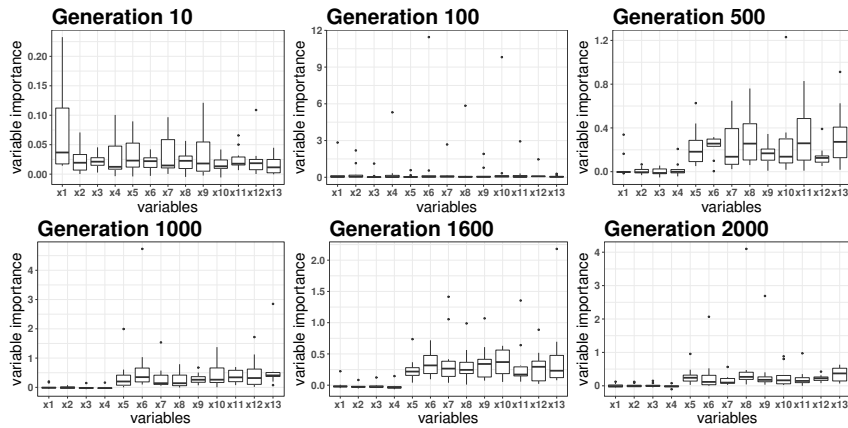 Generation 10
Generation 100
Generation 500
variable importance
0.20
0.15
0.10
0.05
0.00
x1 x2 x3 x4 x5 x6 x7 x8 x9 x10 x11 x12 x13
variables
variable importance
12
9
6
3
0
x1 x2 x3 x4 x5 x6 x7 x8 x9 x10 x11 x12 x13
variables
variable importance
1.2
0.8
0.4
0.0
x1 x2 x3 x4 x5 x6 x7 x8 x9 x10 x11 x12 x13
variables
Generation 1000
Generation 1600
Generation 2000
variable importance
4
3
2
1
0
x1 x2 x3 x4 x5 x6 x7 x8 x9 x10 x11 x12 x13
variables
variable importance
2.0
1.5
1.0
0.5
0.0
x1 x2 x3 x4 x5 x6 x7 x8 x9 x10 x11 x12 x13
variables
variable importance
4
3
2
1
0
x1 x2 x3 x4 x5 x6 x7 x8 x9 x10 x11 x12 x13
variables